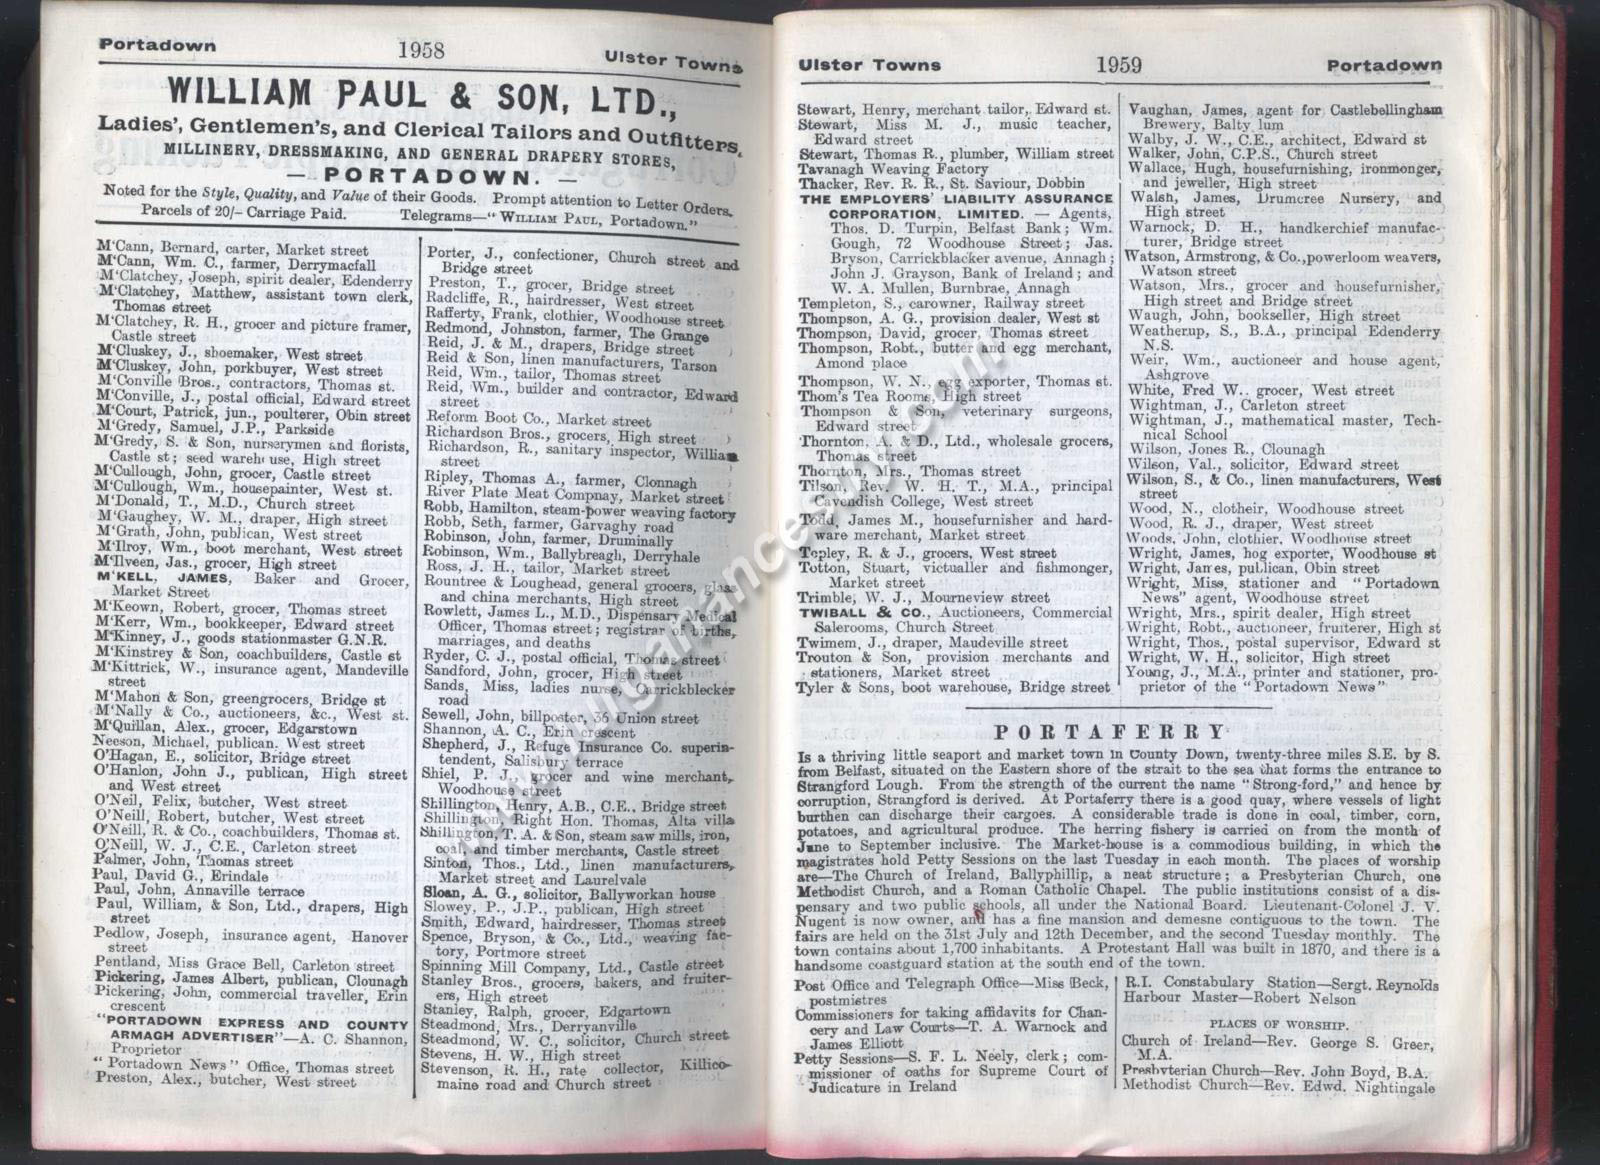 Portadown 1958 Ulster Towns
WILLIAM PAUL & SON, LTD.,
Ladies', Gentlemen's, and Clerical Tailors and Outfitters,
MILLINERY, DRESSMAKING, AND GENERAL DRAPERY STORES,
— PORTADOWN. —
Noted for the Style, Quality, and Value of their Goods. Prompt attention to Letter Orders.
Parcels of 20/- Carriage Paid. Telegrams—"WILLIAM PAUL, Portadown."
M'Cann, Bernard, carter, Market street
M'Cann, Wm. C., farmer, Derrymacfall
M'Clatchey, Joseph, spirit dealer, Edenderry
M'Clatchey, Matthew, assistant town clerk,
Thomas street
M'Clatchey, R. H., grocer and picture framer,
Castle street
M'Cluskey, J., shoemaker, West street
M'Cluskey, John, porkbuyer, West street
M'Conville Bros., contractors, Thomas st.
M'Conville, J., postal official, Edward street
M'Court, Patrick, jun., poulterer, Obin street
M'Gredy, Samuel, J.P., Parkside
M'Gredy, S. & Son, nurserymen and florists,
Castle st; seed warehouse, High street
M'Cullough, John, grocer, Castle street
M'Cullough, Wm., housepainter, West st.
M'Donald, T., M.D., Church street
M'Gaughey, W. M., draper, High street
M'Grath, John, publican, West street
M'Ilroy, Wm., boot merchant, West street
M'Ilveen, Jas., grocer, High street
M'KELL, JAMES, Baker and Grocer,
Market Street
M'Keown, Robert, grocer, Thomas street
M'Kerr, Wm., bookkeeper, Edward street
M'Kinney, J., goods stationmaster G.N.R.
M'Kinstrey & Son, coachbuilders, Castle st
M'Kittrick, W., insurance agent, Mandeville
street
M'Mahon & Son, greengrocers, Bridge st
M'Nally & Co., auctioneers, &c., West st.
M'Quillan, Alex., grocer, Edgarstown
Neeson, Michael, publican, West street
O'Hagan, E., solicitor, Bridge street
O'Hanlon, John J., publican, High street
and West street
O'Neil, Felix, butcher, West street
O'Neill, Robert, butcher, West street
O'Neill, R. & Co., coachbuilders, Thomas st.
O'Neill, W. J., C.E., Carleton street
Palmer, John, Thomas street
Paul, David G., Erindale
Paul, John, Annaville terrace
Paul, William, & Son, Ltd., drapers, High
street
Pedlow, Joseph, insurance agent, Hanover
street
Pentland, Miss Grace Bell, Carleton street
Pickering, James Albert, publican, Clounagh
Pickering, John, commercial traveller, Erin
crescent
"PORTADOWN EXPRESS AND COUNTY
ARMAGH ADVERTISER"—A. C. Shannon,
Proprietor
"Portadown News" Office, Thomas street
Preston, Alex., butcher, West street
Porter, J., confectioner, Church street and
Bridge street
Preston, T., grocer, Bridge street
Radcliffe, R., hairdresser, West street
Rafferty, Frank, clothier, Woodhouse street
Redmond, Johnston, farmer, The Grange
Reid, J. & M., drapers, Bridge street
Reid & Son, linen manufacturers, Tarson
Reid, Wm., tailor, Thomas street
Reid, Wm., builder and contractor, Edward
street
Reform Boot Co., Market street
Richardson Bros., grocers, High street
Richardson, R., sanitary inspector, William
street
Ripley, Thomas A., farmer, Clonnagh
River Plate Meat Compnay, Market street
Robb, Hamilton, steam-power weaving factory
Robb, Seth, farmer, Garvaghy road
Robinson, John, farmer, Druminally
Robinson, Wm., Ballybreagh, Derryhale
Ross, J. H., tailor, Market street
Rountree & Loughead, general grocers, glass
and china merchants, High street
Rowlett, James L., M.D., Dispensary Medical
Officer, Thomas street; registrar of births,
marriages, and deaths
Ryder, C. J., postal official, Thomas street
Sandford, John, grocer, High street
Sands, Miss, ladies nurse, Carrickblecker
road
Sewell, John, billposter, 36 Union street
Shannon, A. C., Erin crescent
Shepherd, J., Refuge Insurance Co. superin-
tendent, Salisbury terrace
Shiel, P. J., grocer and wine merchant,
Woodhouse street
Shillington, Henry, A.B., C.E., Bridge street
Shillington, Right Hon. Thomas, Alta villa
Shillington, T. A. & Son, steam saw mills, iron,
coal, and timber merchants, Castle street
Sinton, Thos., Ltd., linen manufacturers,
Market street and Laurelvale
Sloan, A. G., solicitor, Ballyworkan house
Slowey, P., J.P., publican, High street
Smith, Edward, hairdresser, Thomas street
Spence, Bryson, & Co., Ltd., weaving fac-
tory, Portmore street
Spinning Mill Company, Ltd., Castle street
Stanley Bros., grocers, bakers, and fruiter-
ers, High street
Stanley, Ralph, grocer, Edgartown
Steadmond, Mrs., Derryanville
Steadmond, W. C., solicitor, Church street
Stevens, H. W., High street
Stevenson, R. H., rate collector, Killico-
maine road and Church street
Ulster Towns 1959 Portadown
Stewart, Henry, merchant tailor, Edward st.
Stewart, Miss M. J., music teacher,
Edward street
Stewart, Thomas R., plumber, William street
Tavanagh Weaving Factory
Thacker, Rev. R. R., St. Saviour, Dobbin
THE EMPLOYERS' LIABILITY ASSURANCE
CORPORATION, LIMITED. — Agents,
Thos. D. Turpin, Belfast Bank; Wm.
Gough, 72 Woodhouse Street; Jas.
Bryson, Carrickblacker avenue, Annagh;
John J. Grayson, Bank of Ireland; and
W. A. Mullen, Burnbrae, Annagh
Templeton, S., carowner, Railway street
Thompson, A. G., provision dealer, West st
Thompson, David, grocer, Thomas street
Thompson, Robt., butter and egg merchant,
Amond place
Thompson, W. N., egg exporter, Thomas st.
Thom's Tea Rooms, High street
Thompson & Son, veterinary surgeons,
Edward street
Thornton, A. & D., Ltd., wholesale grocers,
Thomas street
Thornton, Mrs., Thomas street
Tilson, Rev. W. H. T., M.A., principal
Cavendish College, West street
Todd, James M., housefurnisher and hard-
ware merchant, Market street
Topley, R. & J., grocers, West street
Totton, Stuart, victualler and fishmonger,
Market street
Trimble, W. J., Mourneview street
TWIBALL & CO., Auctioneers, Commercial
Salerooms, Church Street
Twimem, J., draper, Maudeville street
Trouton & Son, provision merchants and
stationers, Market street
Tyler & Sons, boot warehouse, Bridge street
Vaughan, James, agent for Castlebellingham
Brewery, Balty lum
Walby, J. W., C.E., architect, Edward st
Walker, John, C.P.S., Church street
Wallace, Hugh, housefurnishing, ironmonger,
and jeweller, High street
Walsh, James, Drumcree Nursery, and
High street
Warnock, D. H., handkerchief manufac-
turer, Bridge street
Watson, Armstrong, & Co., powerloom weavers,
Watson street
Watson, Mrs., grocer and housefurnisher,
High street and Bridge street
Waugh, John, bookseller, High street
Weatherup, S., B.A., principal Edenderry
N.S.
Weir, Wm., auctioneer and house agent,
Ashgrove
White, Fred W.. grocer, West street
Wightman, J., Carleton street
Wightman, J., mathematical master, Tech-
nical School
Wilson, Jones R., Clounagh
Wilson, Val., solicitor, Edward street
Wilson, S., & Co., linen manufacturers, West
street
Wood, N., clotheir, Woodhouse street
Wood, R. J., draper, West street
Woods, John, clothier, Woodhouse street
Wright, James, hog exporter, Woodhouse st
Wright, James, publican, Obin street
Wright, Miss, stationer and "Portadown
News" agent, Woodhouse street
Wright, Mrs., spirit dealer, High street
Wright, Robt., auctioneer, fruiterer, High st
Wright, Thos., postal supervisor, Edward st
Wright, W. H., solicitor, High street
Young, J., M.A., printer and stationer, pro-
prietor of the "Portadown News"
PORTAFERRY
Is a thriving little seaport and market town in County Down, twenty-three miles S.E. by S.
from Belfast, situated on the Eastern shore of the strait to the sea that forms the entrance to
Strangford Lough. From the strength of the current the name "Strong-ford," and hence by
corruption, Strangford is derived. At Portaferry there is a good quay, where vessels of light
burthen can discharge their cargoes. A considerable trade is done in coal, timber, corn,
potatoes, and agricultural produce. The herring fishery is carried on from the month of
June to September inclusive. The Market-house is a commodious building, in which the
magistrates hold Petty Sessions on the last Tuesday in each month. The places of worship
are—The Church of Ireland, Ballyphillip, a neat structure; a Presbyterian Church, one
Methodist Church, and a Roman Catholic Chapel. The public institutions consist of a dis-
pensary and two public schools, all under the National Board. Lieutenant-Colonel J. V.
Nugent is now owner, and has a fine mansion and demesne contiguous to the town. The
fairs are held on the 31st July and 12th December, and the second Tuesday monthly. The
town contains about 1,700 inhabitants. A Protestant Hall was built in 1870, and there is a
handsome coastguard station at the south end of the town.
Post Office and Telegraph Office—Miss Beck,
postmistres
Commissioners for taking affidavits for Chan-
cery and Law Courts—T. A. Warnock and
James Elliott
Petty Sessions—S. F. L. Neely, clerk; com-
missioner of oaths for Supreme Court of
Judicature in Ireland
R.I. Constabulary Station—Sergt. Reynolds
Harbour Master—Robert Nelson
PLACES OF WORSHIP.
Church of Ireland—Rev. George S. Greer,
M.A.
Presbyterian Church—Rev. John Boyd, B.A.
Methodist Church—Rev. Edwd. Nightingale
www.lurganancestry.com